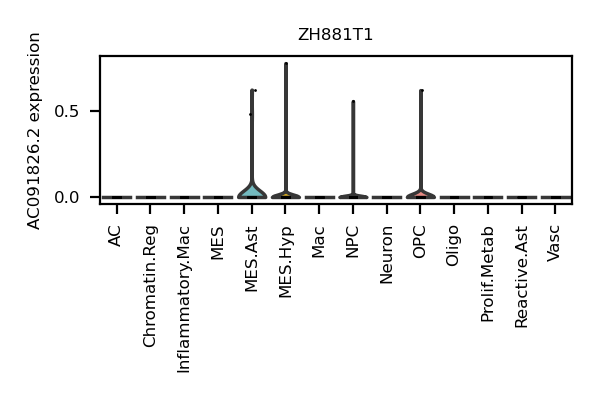 ZH881T1
AC091826.2 expression
0.5
0.0
AC
Chromatin.Reg
Inflammatory.Mac
MES
MES.Ast
MES.Hyp
Mac
NPC
Neuron
OPC
Oligo
Prolif.Metab
Reactive.Ast
Vasc